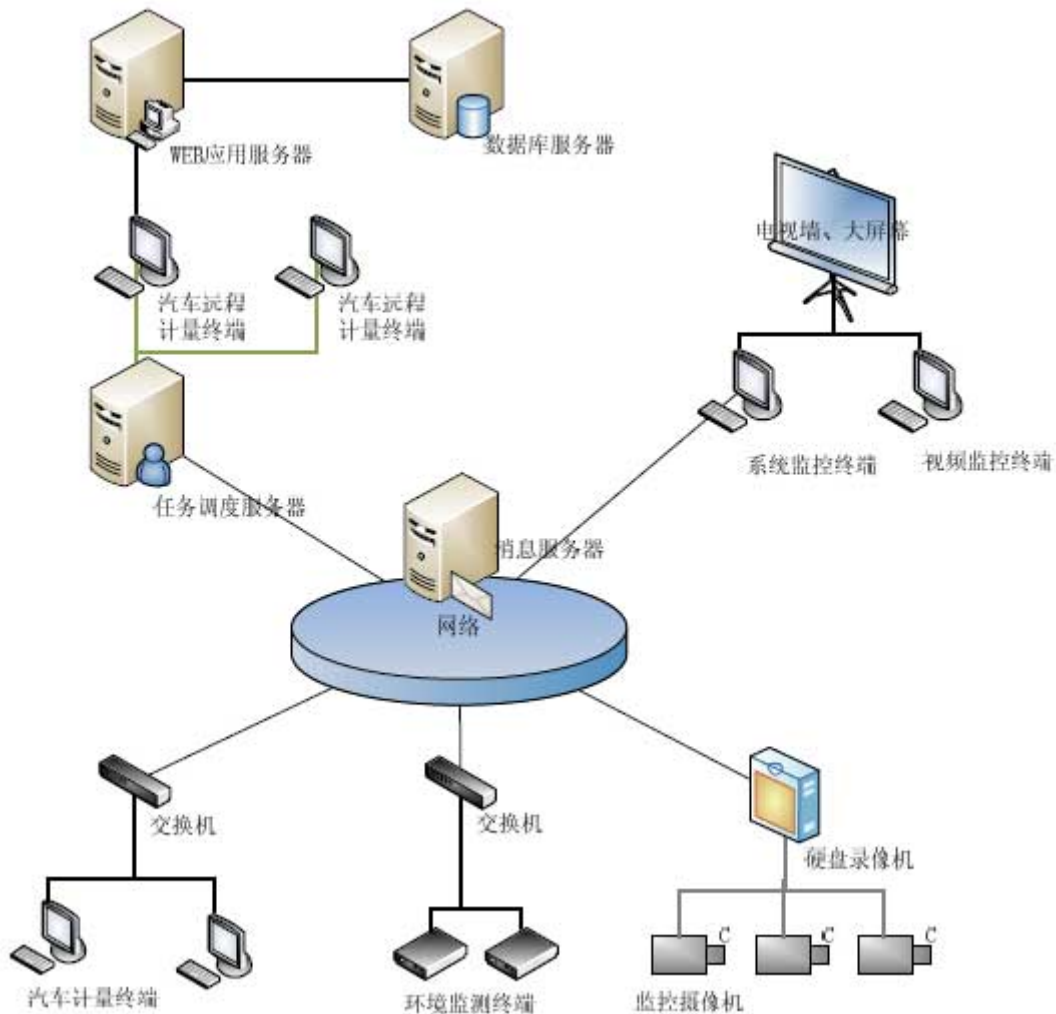 WEB应用服务器
数据库服务器
电视墙、大屏幕
汽车远程
计量终端
汽车远程
计量终端
系统监控终端
视频监控终端
任务调度服务器
消息服务器
网络
交换机
交换机
硬盘录像机
C
C
C
汽车计量终端
环境监测终端
监控摄像机